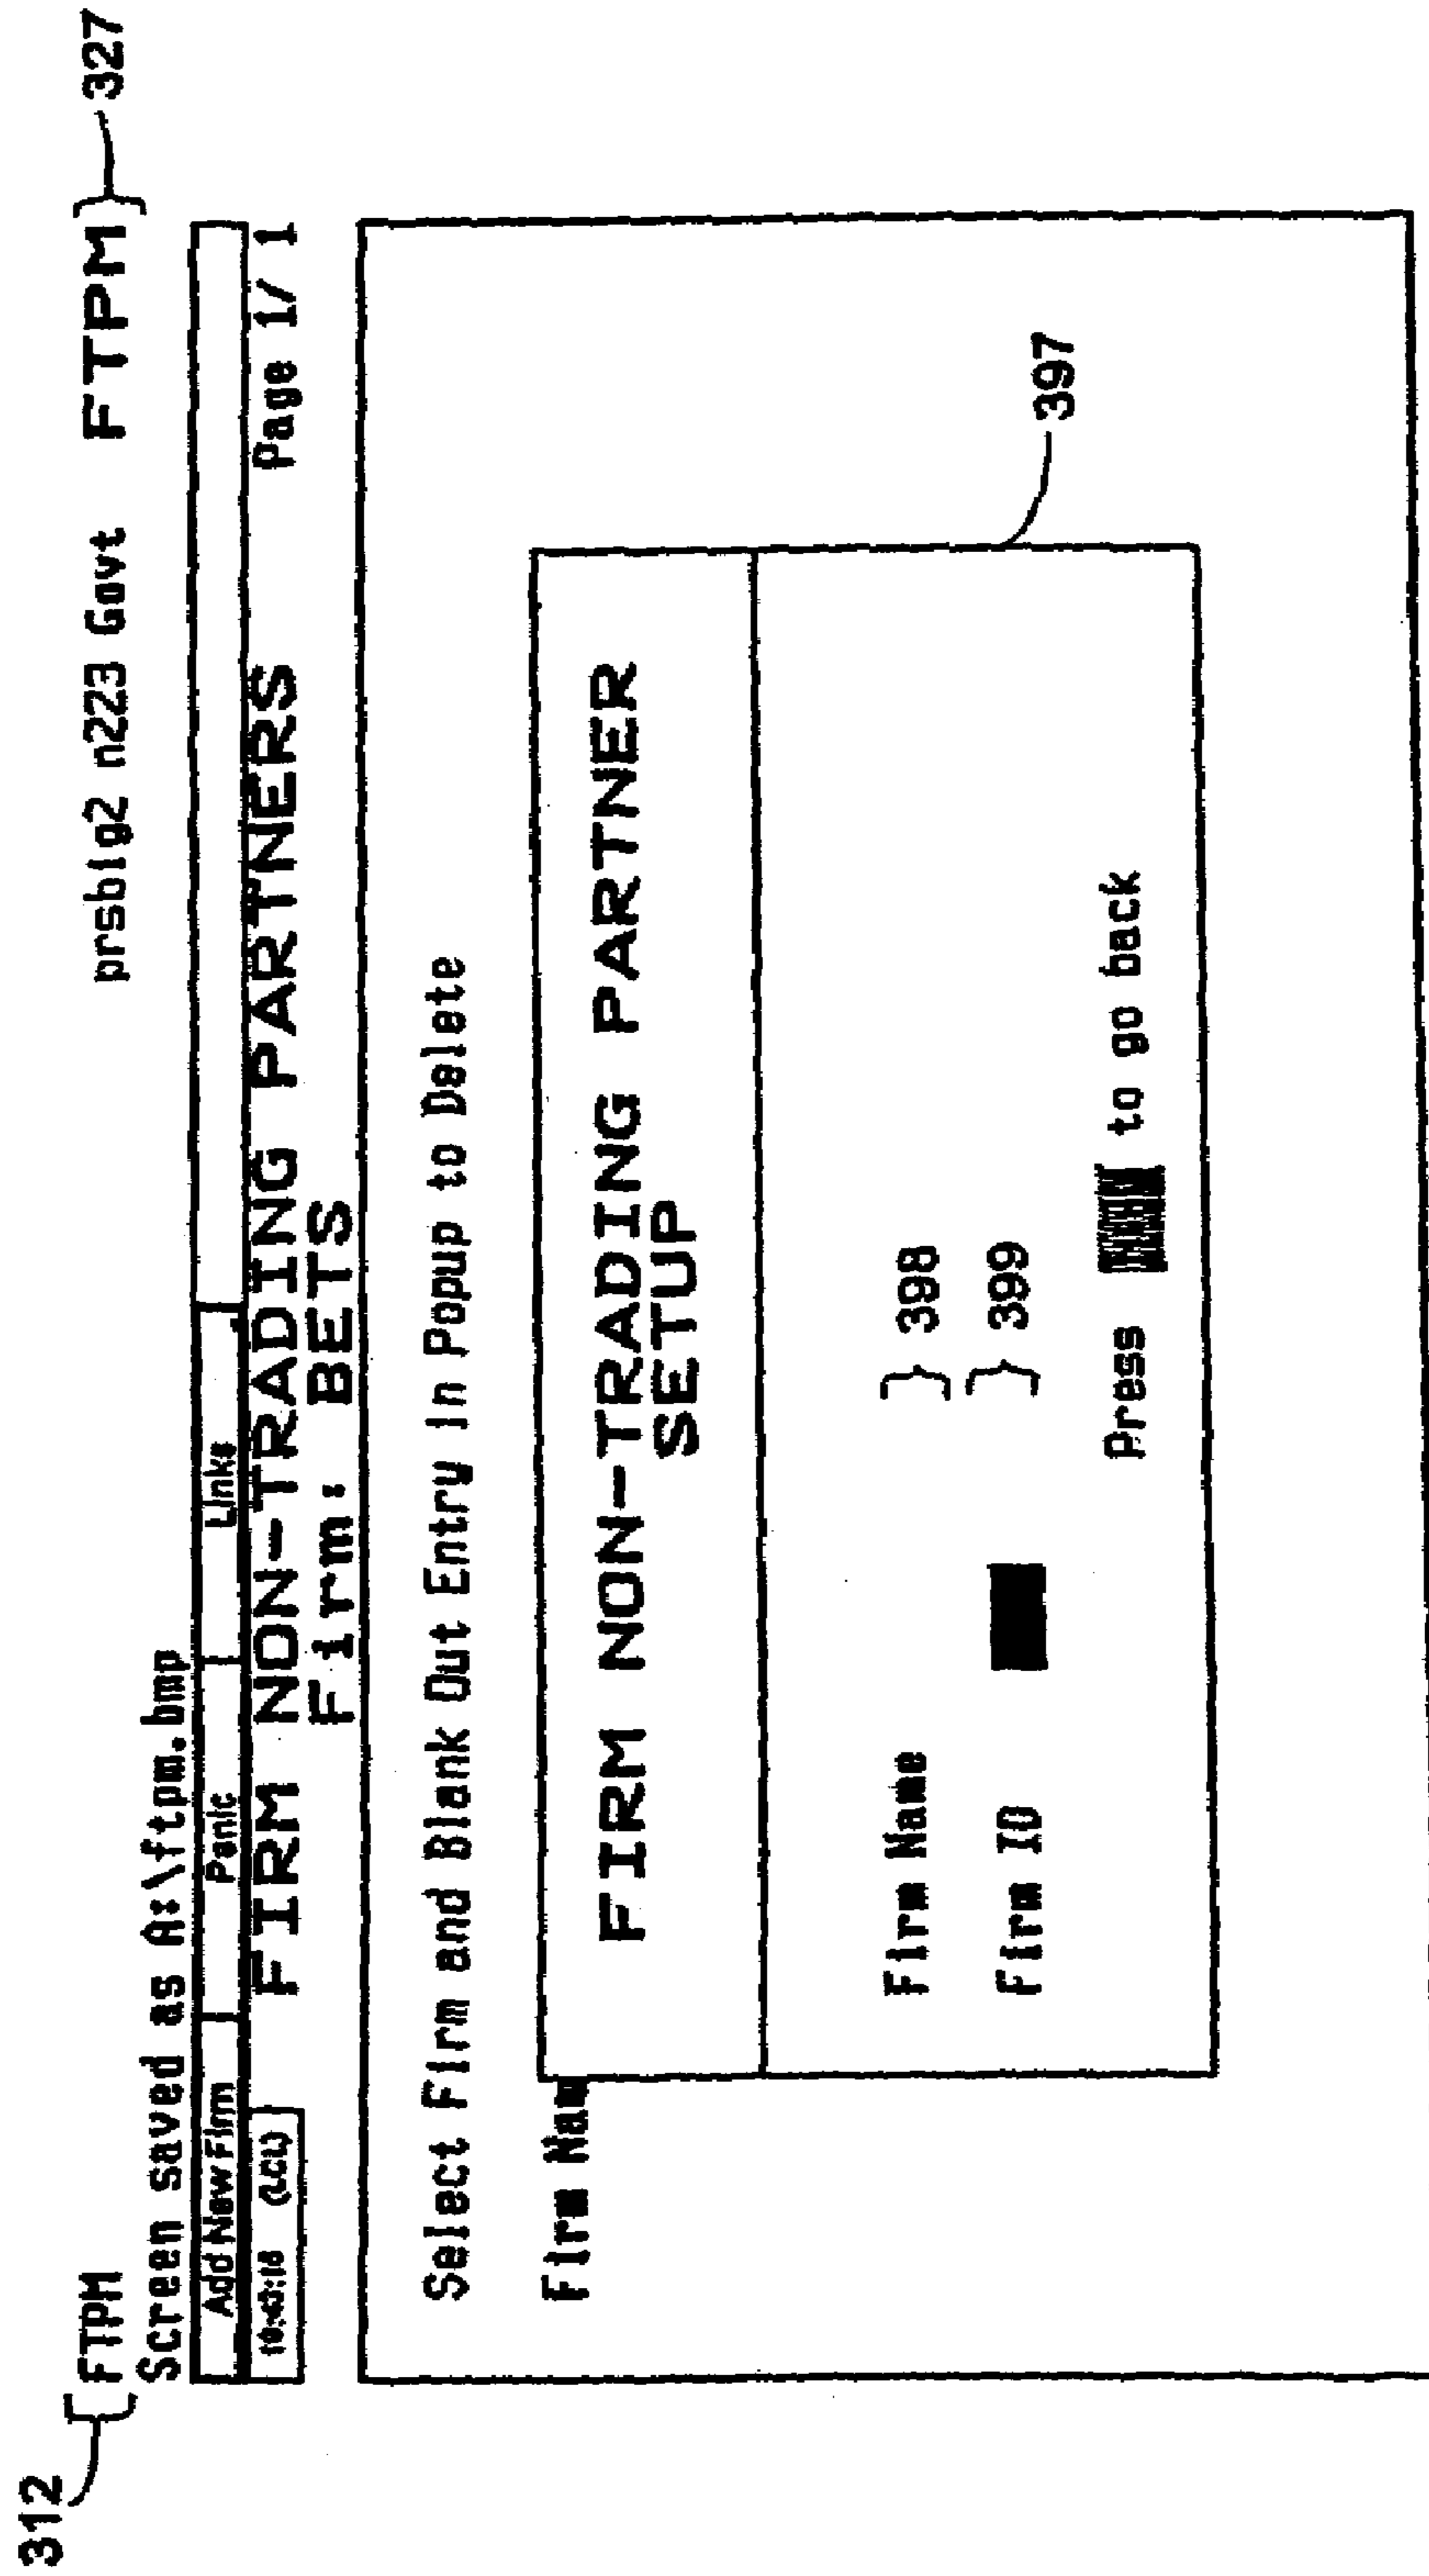 312
FTPM prsbig2 n223 Govt FTPM 327
Screen saved as A:\ftpm.bmp
Add New Firm Panic Links
(LCL) FIRM NON-TRADING PARTNERS Page 1/ 1
Firm: BETS
Select Firm and Blank Out Entry In Popup to Delete
Firm Nam
FIRM NON-TRADING PARTNER
SETUP
Firm Name 398
Firm ID 399
397
Press to go back